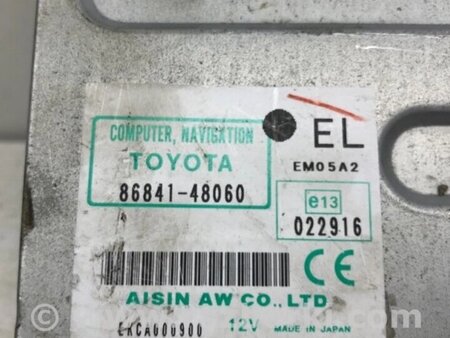 EL
COMPUTER, NAVIGATION
TOYOTA
EM05A2
86841-48060
e13
022916
CE
AISIN AW CO., LTD
12V MADE IN JAPAN